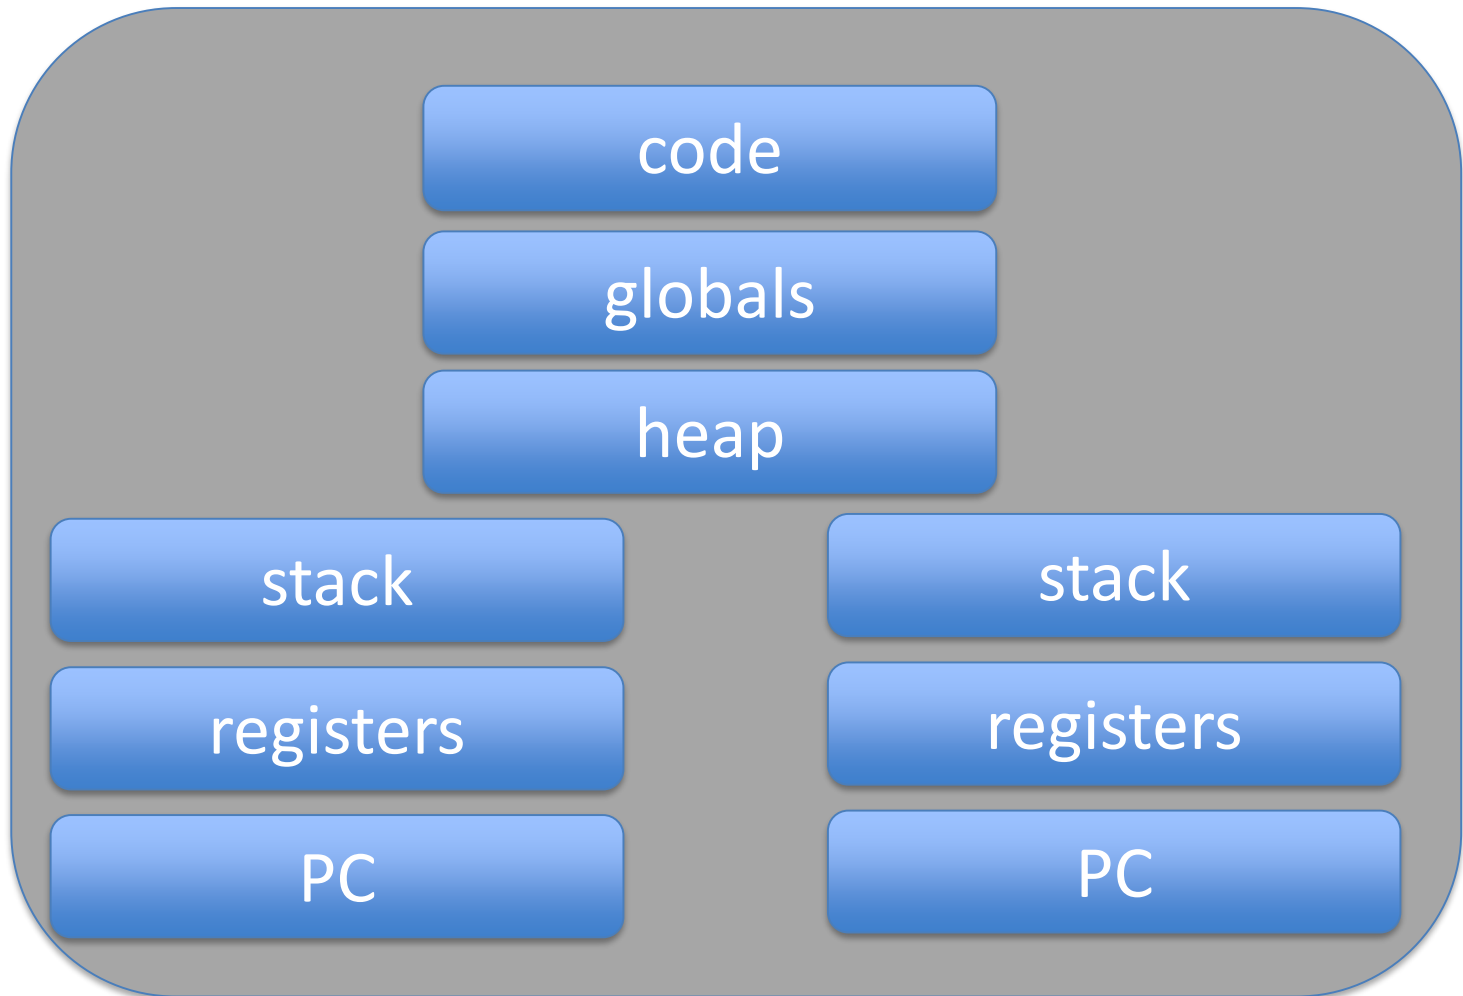 code
globals
heap
stack
registers
PC
stack
registers
PC